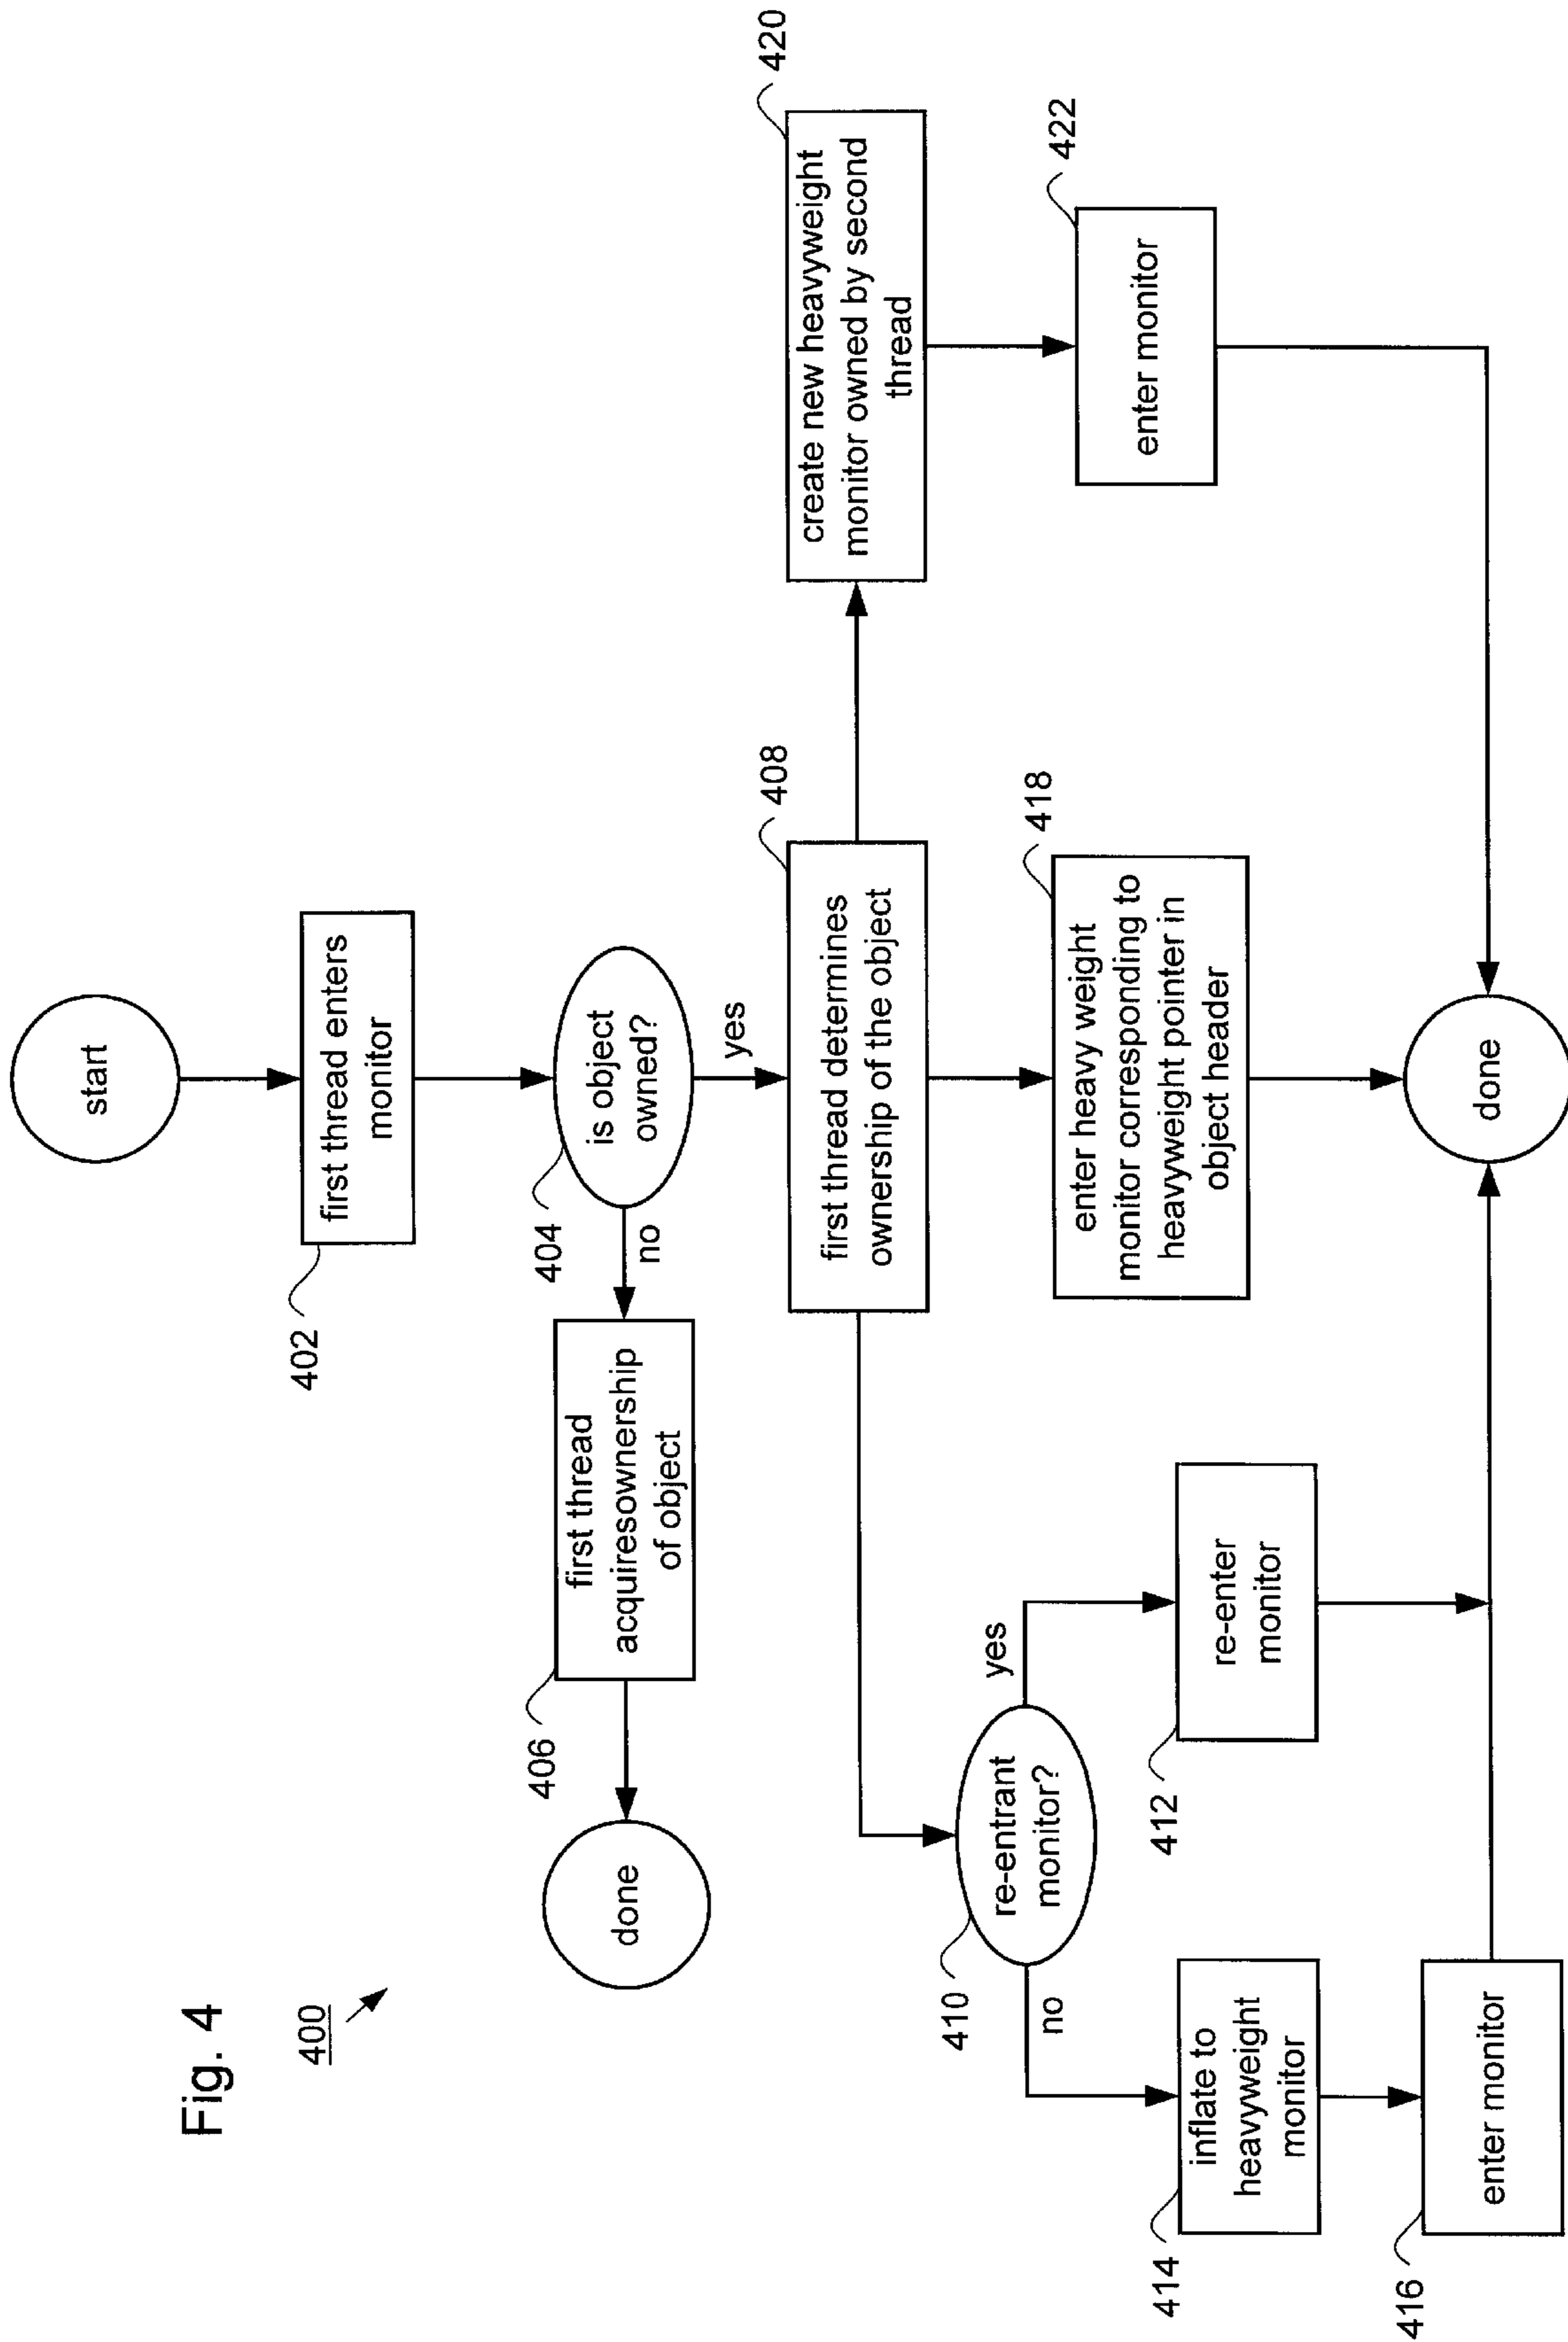 Fig. 4
400
start
402
first thread enters
monitor
404
is object
owned?
no
yes
406
first thread
acquiresownership
of object
done
408
first thread determines
ownership of the object
410
re-entrant
monitor?
no
yes
414
inflate to
heavyweight
monitor
416
enter monitor
412
re-enter
monitor
418
enter heavy weight
monitor corresponding to
heavyweight pointer in
object header
420
create new heavyweight
monitor owned by second
thread
422
enter monitor
done